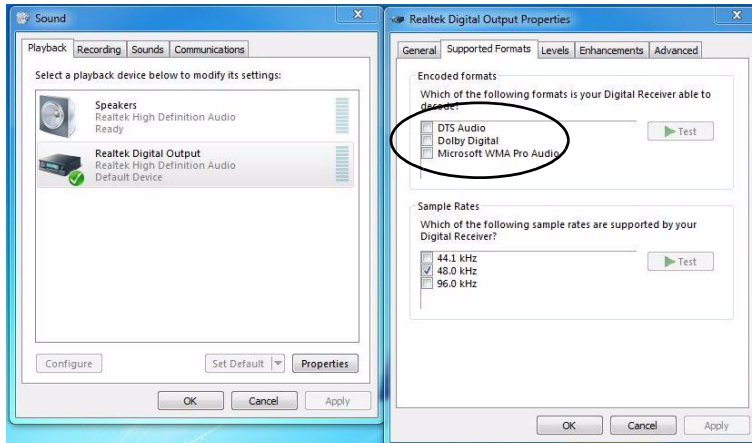 Sound
Playback Recording Sounds Communications
Select a playback device below to modify its settings:
Speakers
Realtek High Definition Audio
Ready
Realtek Digital Output
Realtek High Definition Audio
Default Device
Configure Set Default Properties
OK Cancel Apply
Realtek Digital Output Properties
General Supported Formats Levels Enhancements Advanced
Encoded formats
Which of the following formats is your Digital Receiver able to
decode?
DTS Audio
Test
Dolby Digital
Microsoft WMA Pro Audio
Sample Rates
Which of the following sample rates are supported by your
Digital Receiver?
44.1 kHz
Test
48.0 kHz
96.0 kHz
OK Cancel Apply